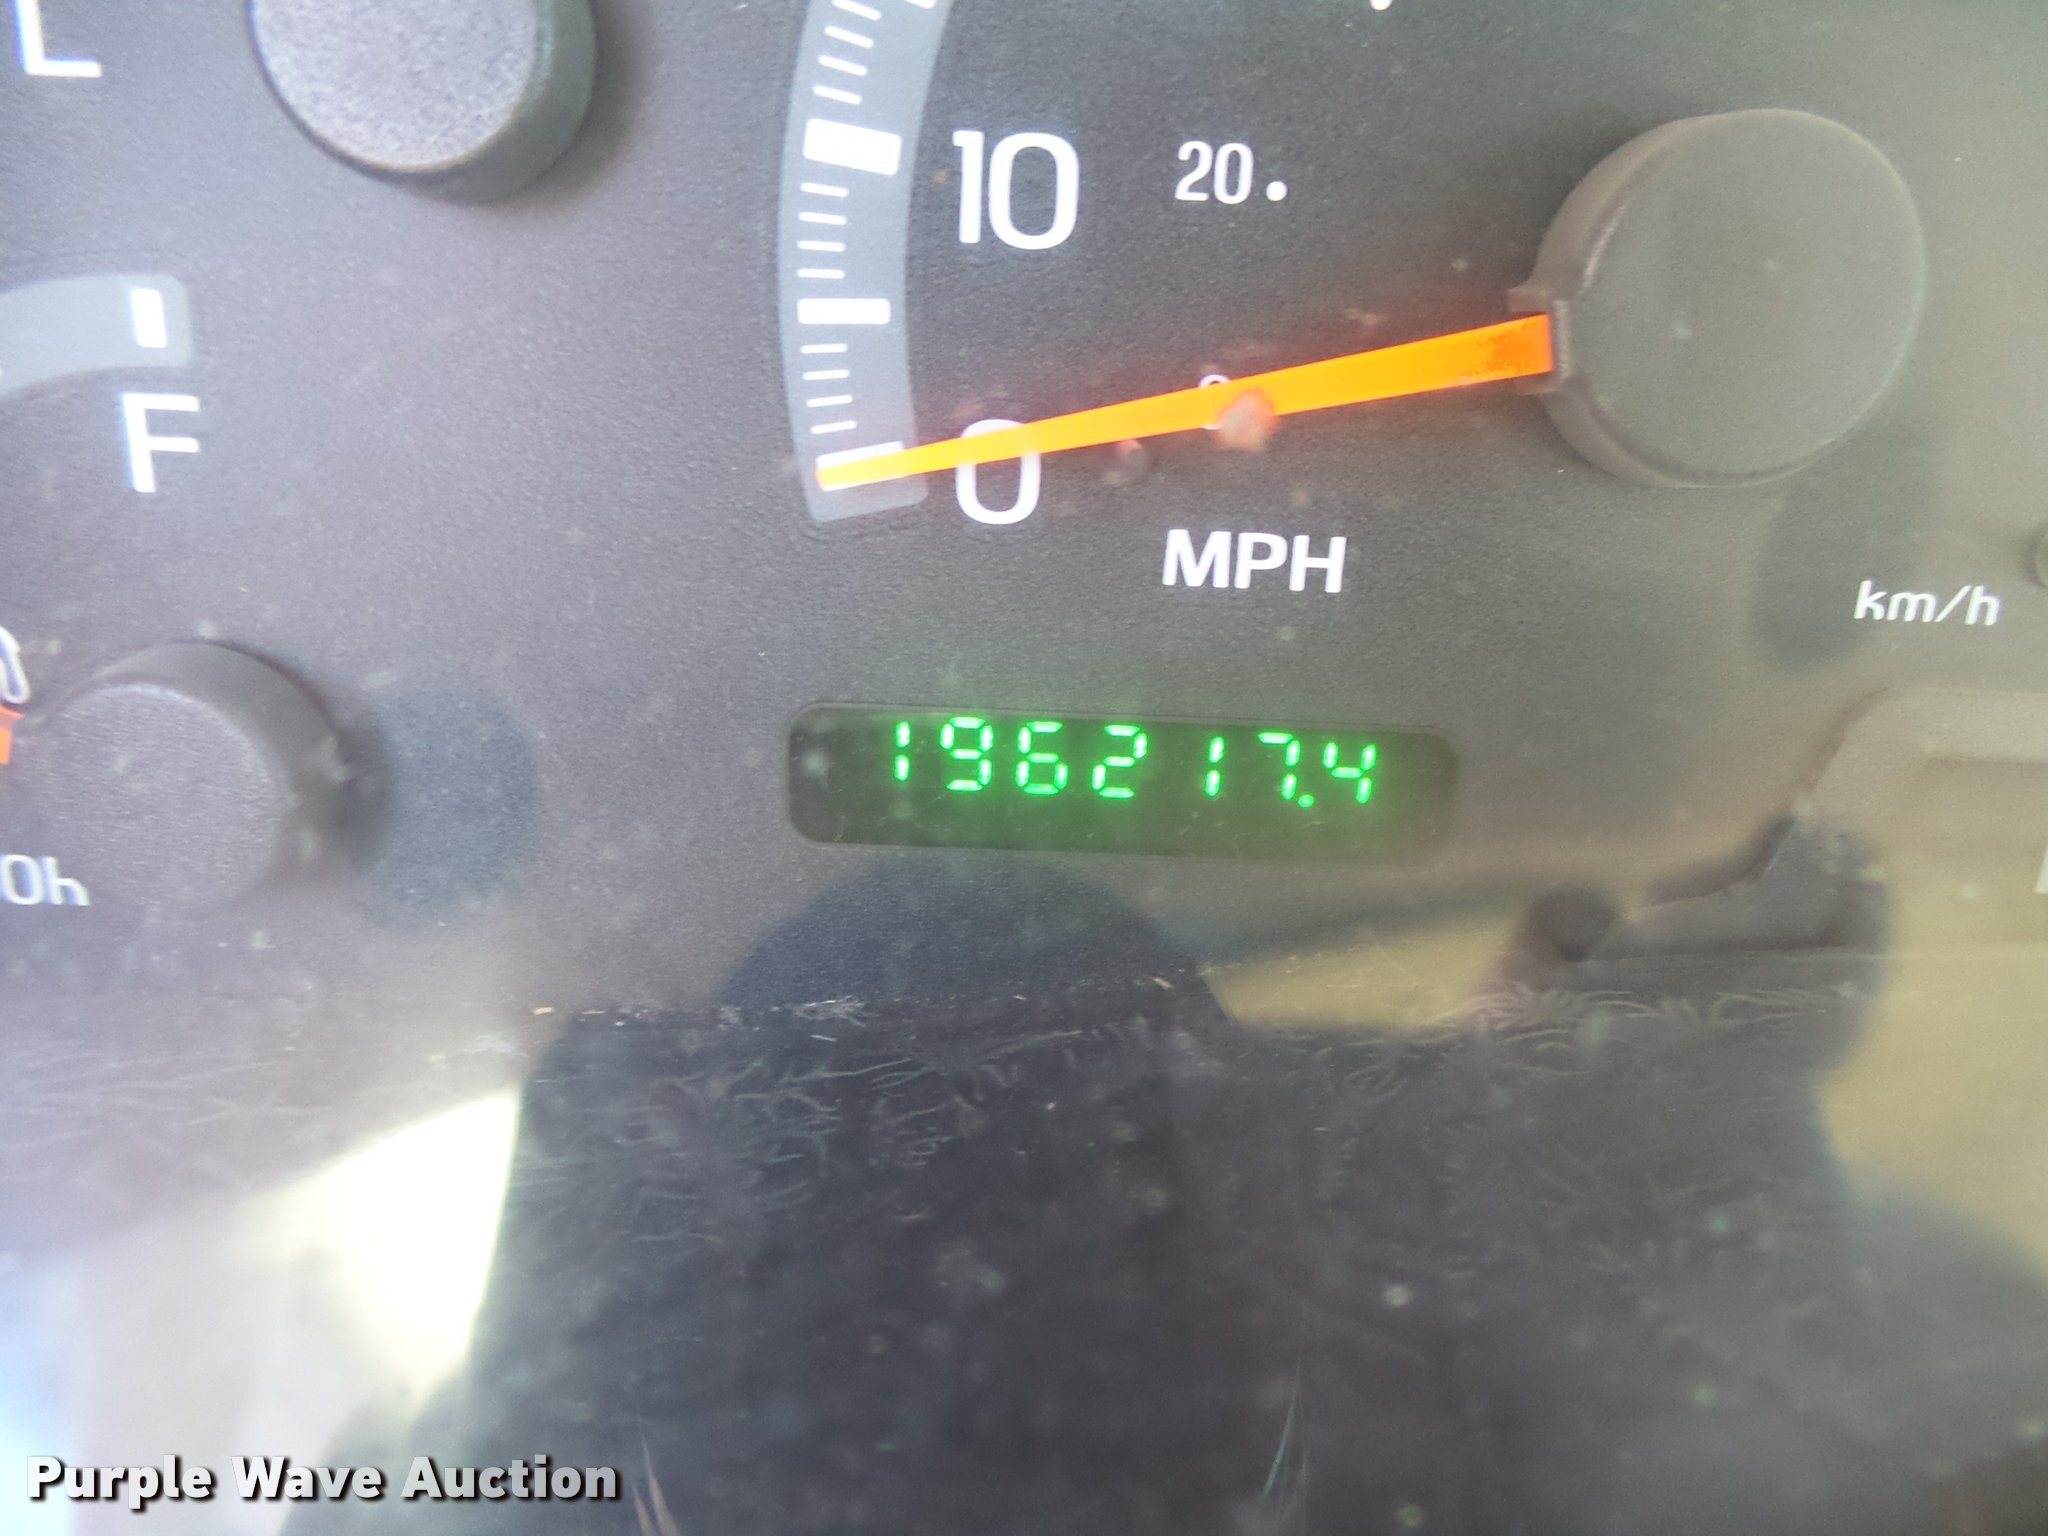 L
10 20.
F
0
MPH
km/h
196217.4
0h
Purple Wave Auction